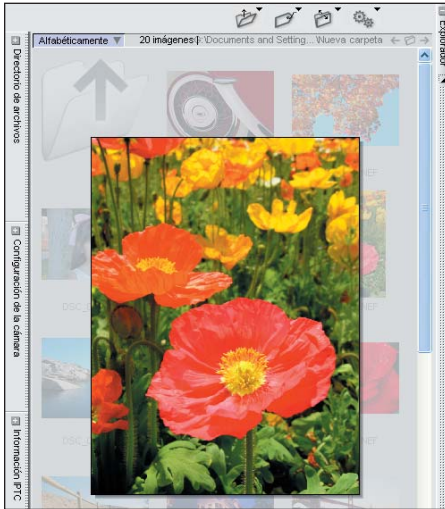 Explorador
Alfabéticamente
20 imágenes
:\Documents and Setting...\Nueva carpeta
Directorio de archivos
Configuración de la cámara
Información IPTC